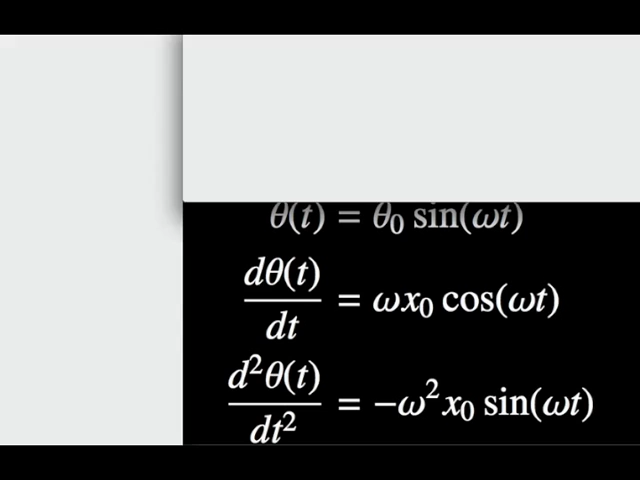 θ(t) = θ₀ sin(ωt)
dθ(t)/dt = ωx₀ cos(ωt)
d²θ(t)/dt² = −ω²x₀ sin(ωt)